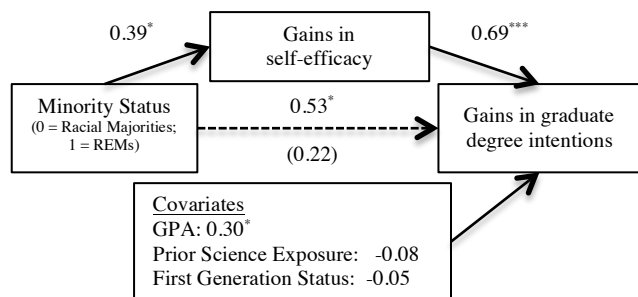 0.39*
Gains in
self-efficacy
0.69***
Minority Status
(0 = Racial Majorities;
1 = REMs)
0.53*
(0.22)
Gains in graduate
degree intentions
Covariates
GPA: 0.30*
Prior Science Exposure: -0.08
First Generation Status: -0.05